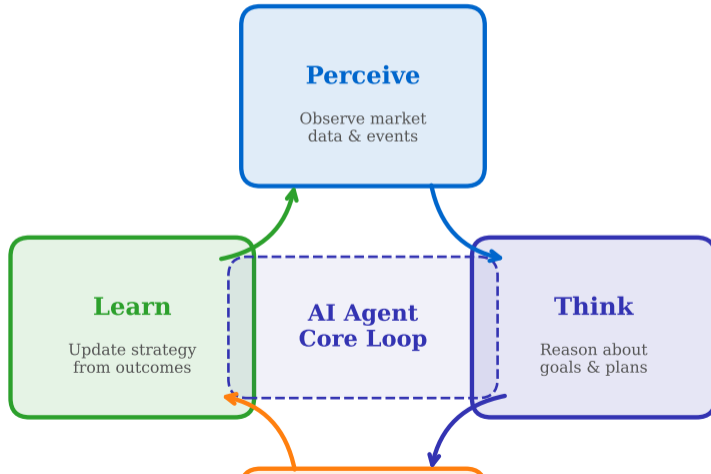 Perceive
Observe market
data & events
Learn
Update strategy
from outcomes
AI Agent
Core Loop
Think
Reason about
goals & plans